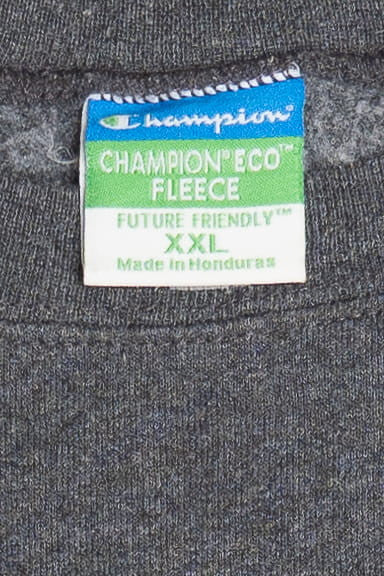 Champion®
CHAMPION® ECO™
FLEECE
FUTURE FRIENDLY™
XXL
Made in Honduras